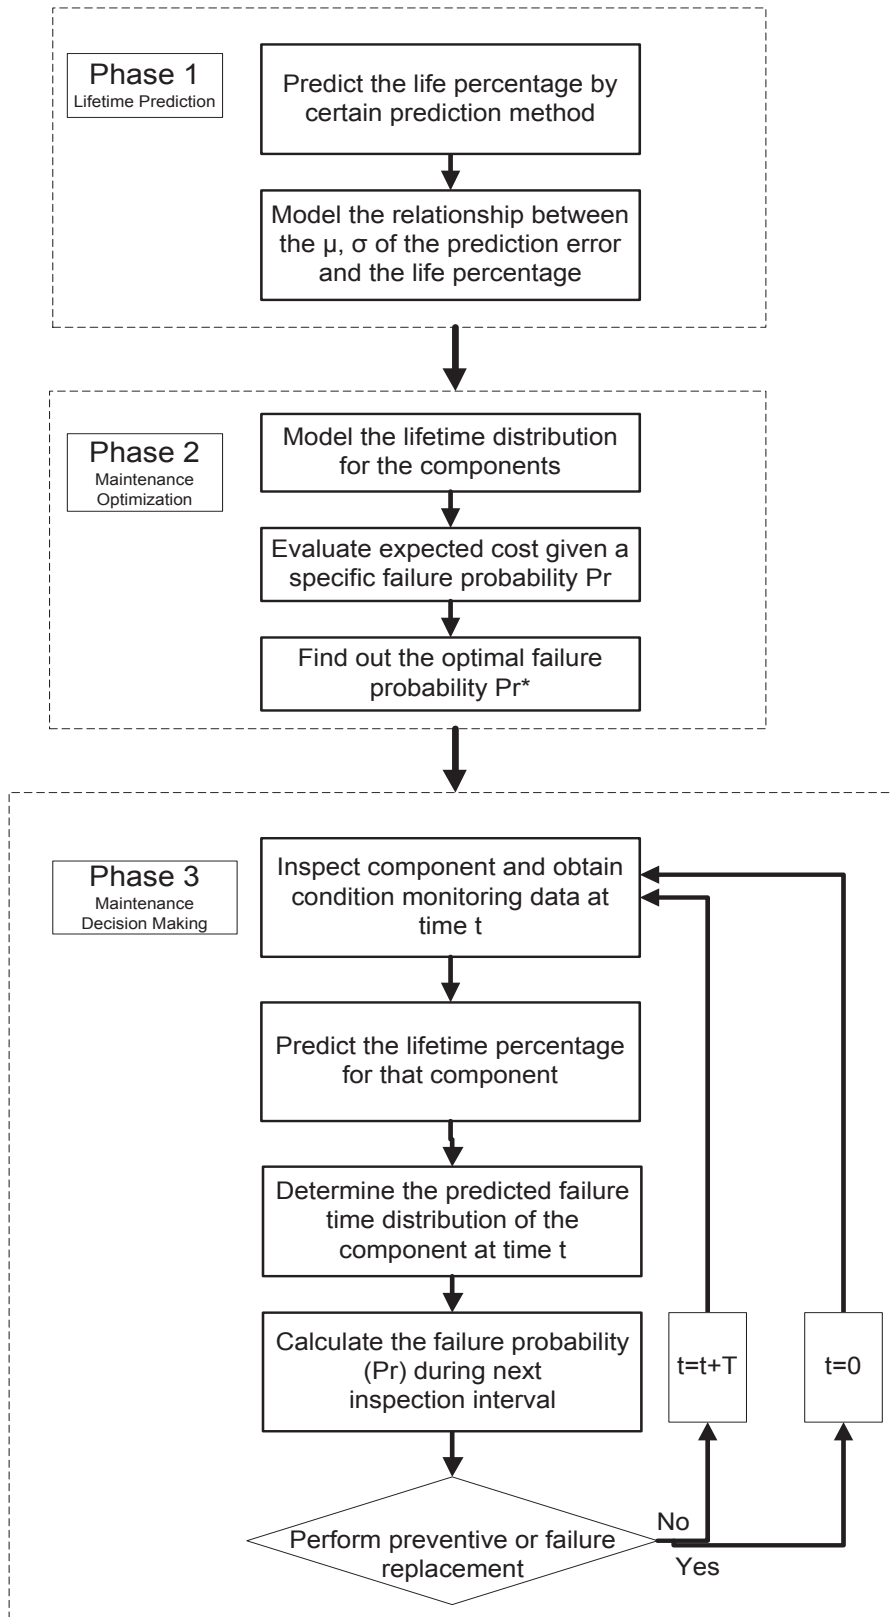 Phase 1
Lifetime Prediction
Predict the life percentage by
certain prediction method
Model the relationship between
the μ, σ of the prediction error
and the life percentage
Phase 2
Maintenance
Optimization
Model the lifetime distribution
for the components
Evaluate expected cost given a
specific failure probability Pr
Find out the optimal failure
probability Pr*
Phase 3
Maintenance
Decision Making
Inspect component and obtain
condition monitoring data at
time t
Predict the lifetime percentage
for that component
Determine the predicted failure
time distribution of the
component at time t
Calculate the failure probability
(Pr) during next
inspection interval
t=t+T
t=0
Perform preventive or failure
replacement
No
Yes